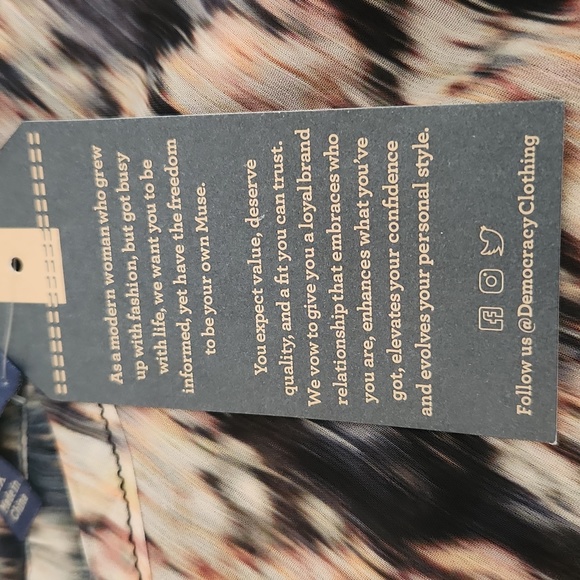 As a modern woman who grew
up with fashion, but got busy
with life, we want you to be
informed, yet have the freedom
to be your own Muse.
You expect value, deserve
quality, and a fit you can trust.
We vow to give you a loyal brand
relationship that embraces who
you are, enhances what you've
got, elevates your confidence
and evolves your personal style.
Follow us @DemocracyClothing